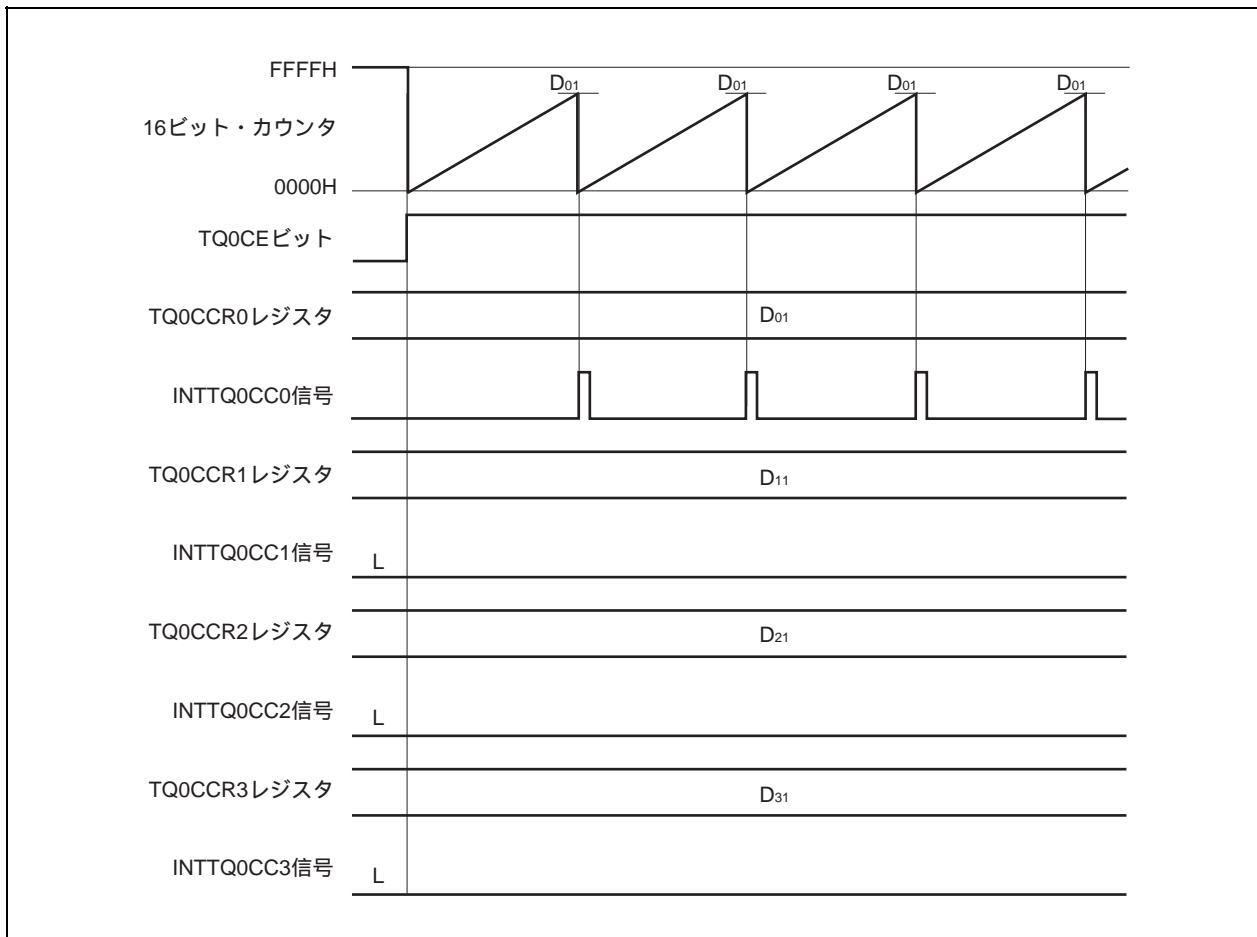 FFFFH
D01 D01 D01 D01
16ビット・カウンタ
0000H
TQ0CEビット
TQ0CCR0レジスタ D01
INTTQ0CC0信号
TQ0CCR1レジスタ D11
INTTQ0CC1信号 L
TQ0CCR2レジスタ D21
INTTQ0CC2信号 L
TQ0CCR3レジスタ D31
INTTQ0CC3信号 L